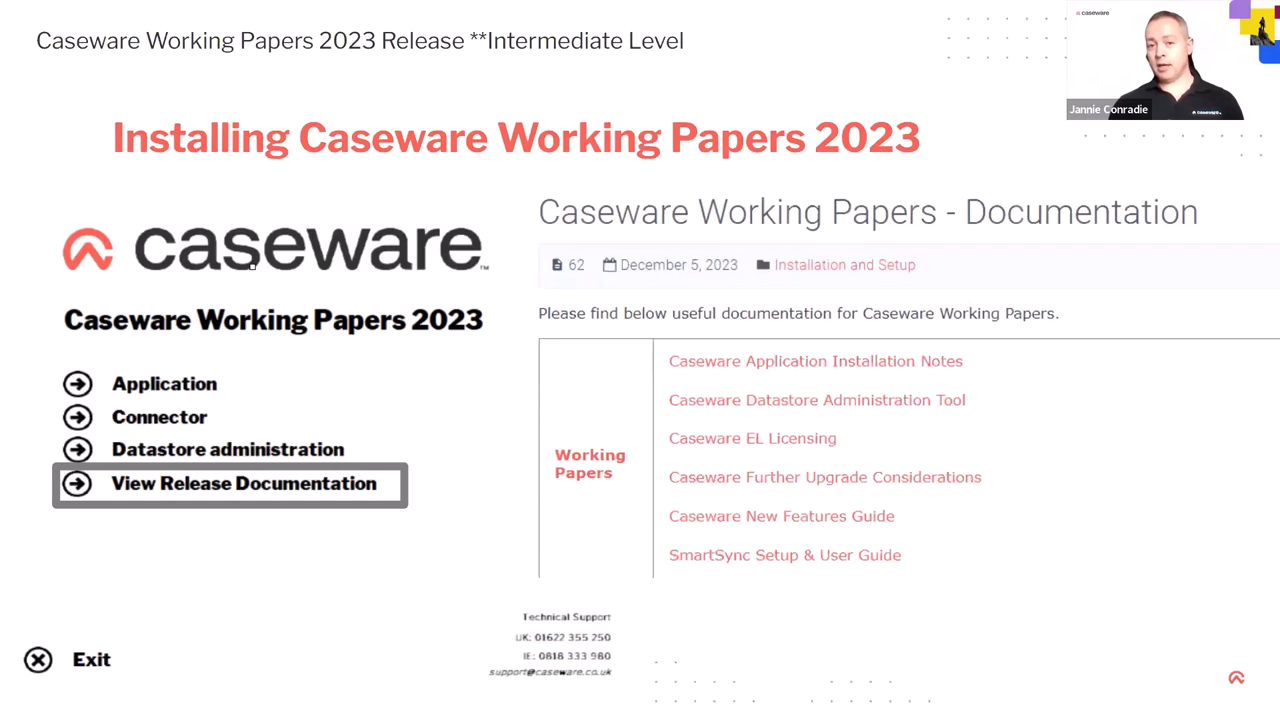 Caseware Working Papers 2023 Release **Intermediate Level
caseware
Jannie Conradie
caseware
Installing Caseware Working Papers 2023
caseware™
Caseware Working Papers 2023
Application
Connector
Datastore administration
View Release Documentation
Exit
Caseware Working Papers - Documentation
62 December 5, 2023 Installation and Setup
Please find below useful documentation for Caseware Working Papers.
Working
Papers
Caseware Application Installation Notes
Caseware Datastore Administration Tool
Caseware EL Licensing
Caseware Further Upgrade Considerations
Caseware New Features Guide
SmartSync Setup & User Guide
Technical Support
UK: 01622 355 250
IE: 0818 333 980
support@caseware.co.uk